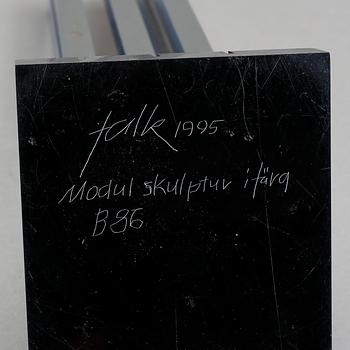 falk 1995
Modul skulptur i färg
B86